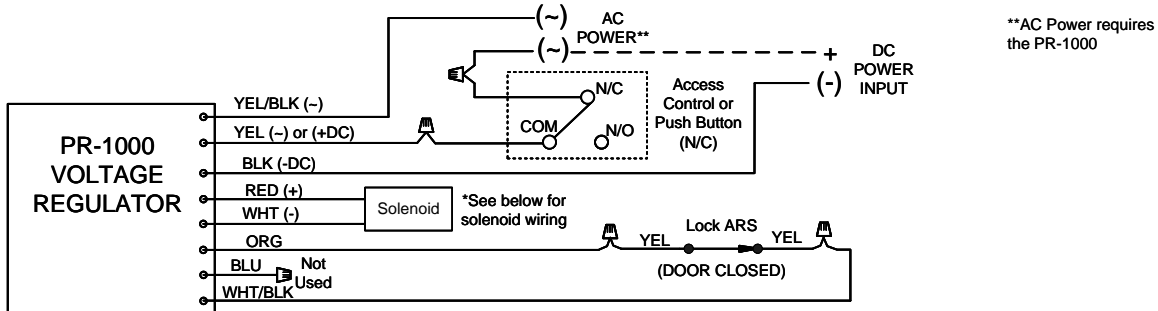 (~)
AC
POWER**
(~)
+
DC
POWER
INPUT
(-)
**AC Power requires
the PR-1000
N/C
COM
N/O
Access
Control or
Push Button
(N/C)
PR-1000
VOLTAGE
REGULATOR
YEL/BLK (~)
YEL (~) or (+DC)
BLK (-DC)
RED (+)
WHT (-)
Solenoid
*See below for
solenoid wiring
ORG
YEL
Lock ARS
YEL
(DOOR CLOSED)
BLU
Not
Used
WHT/BLK